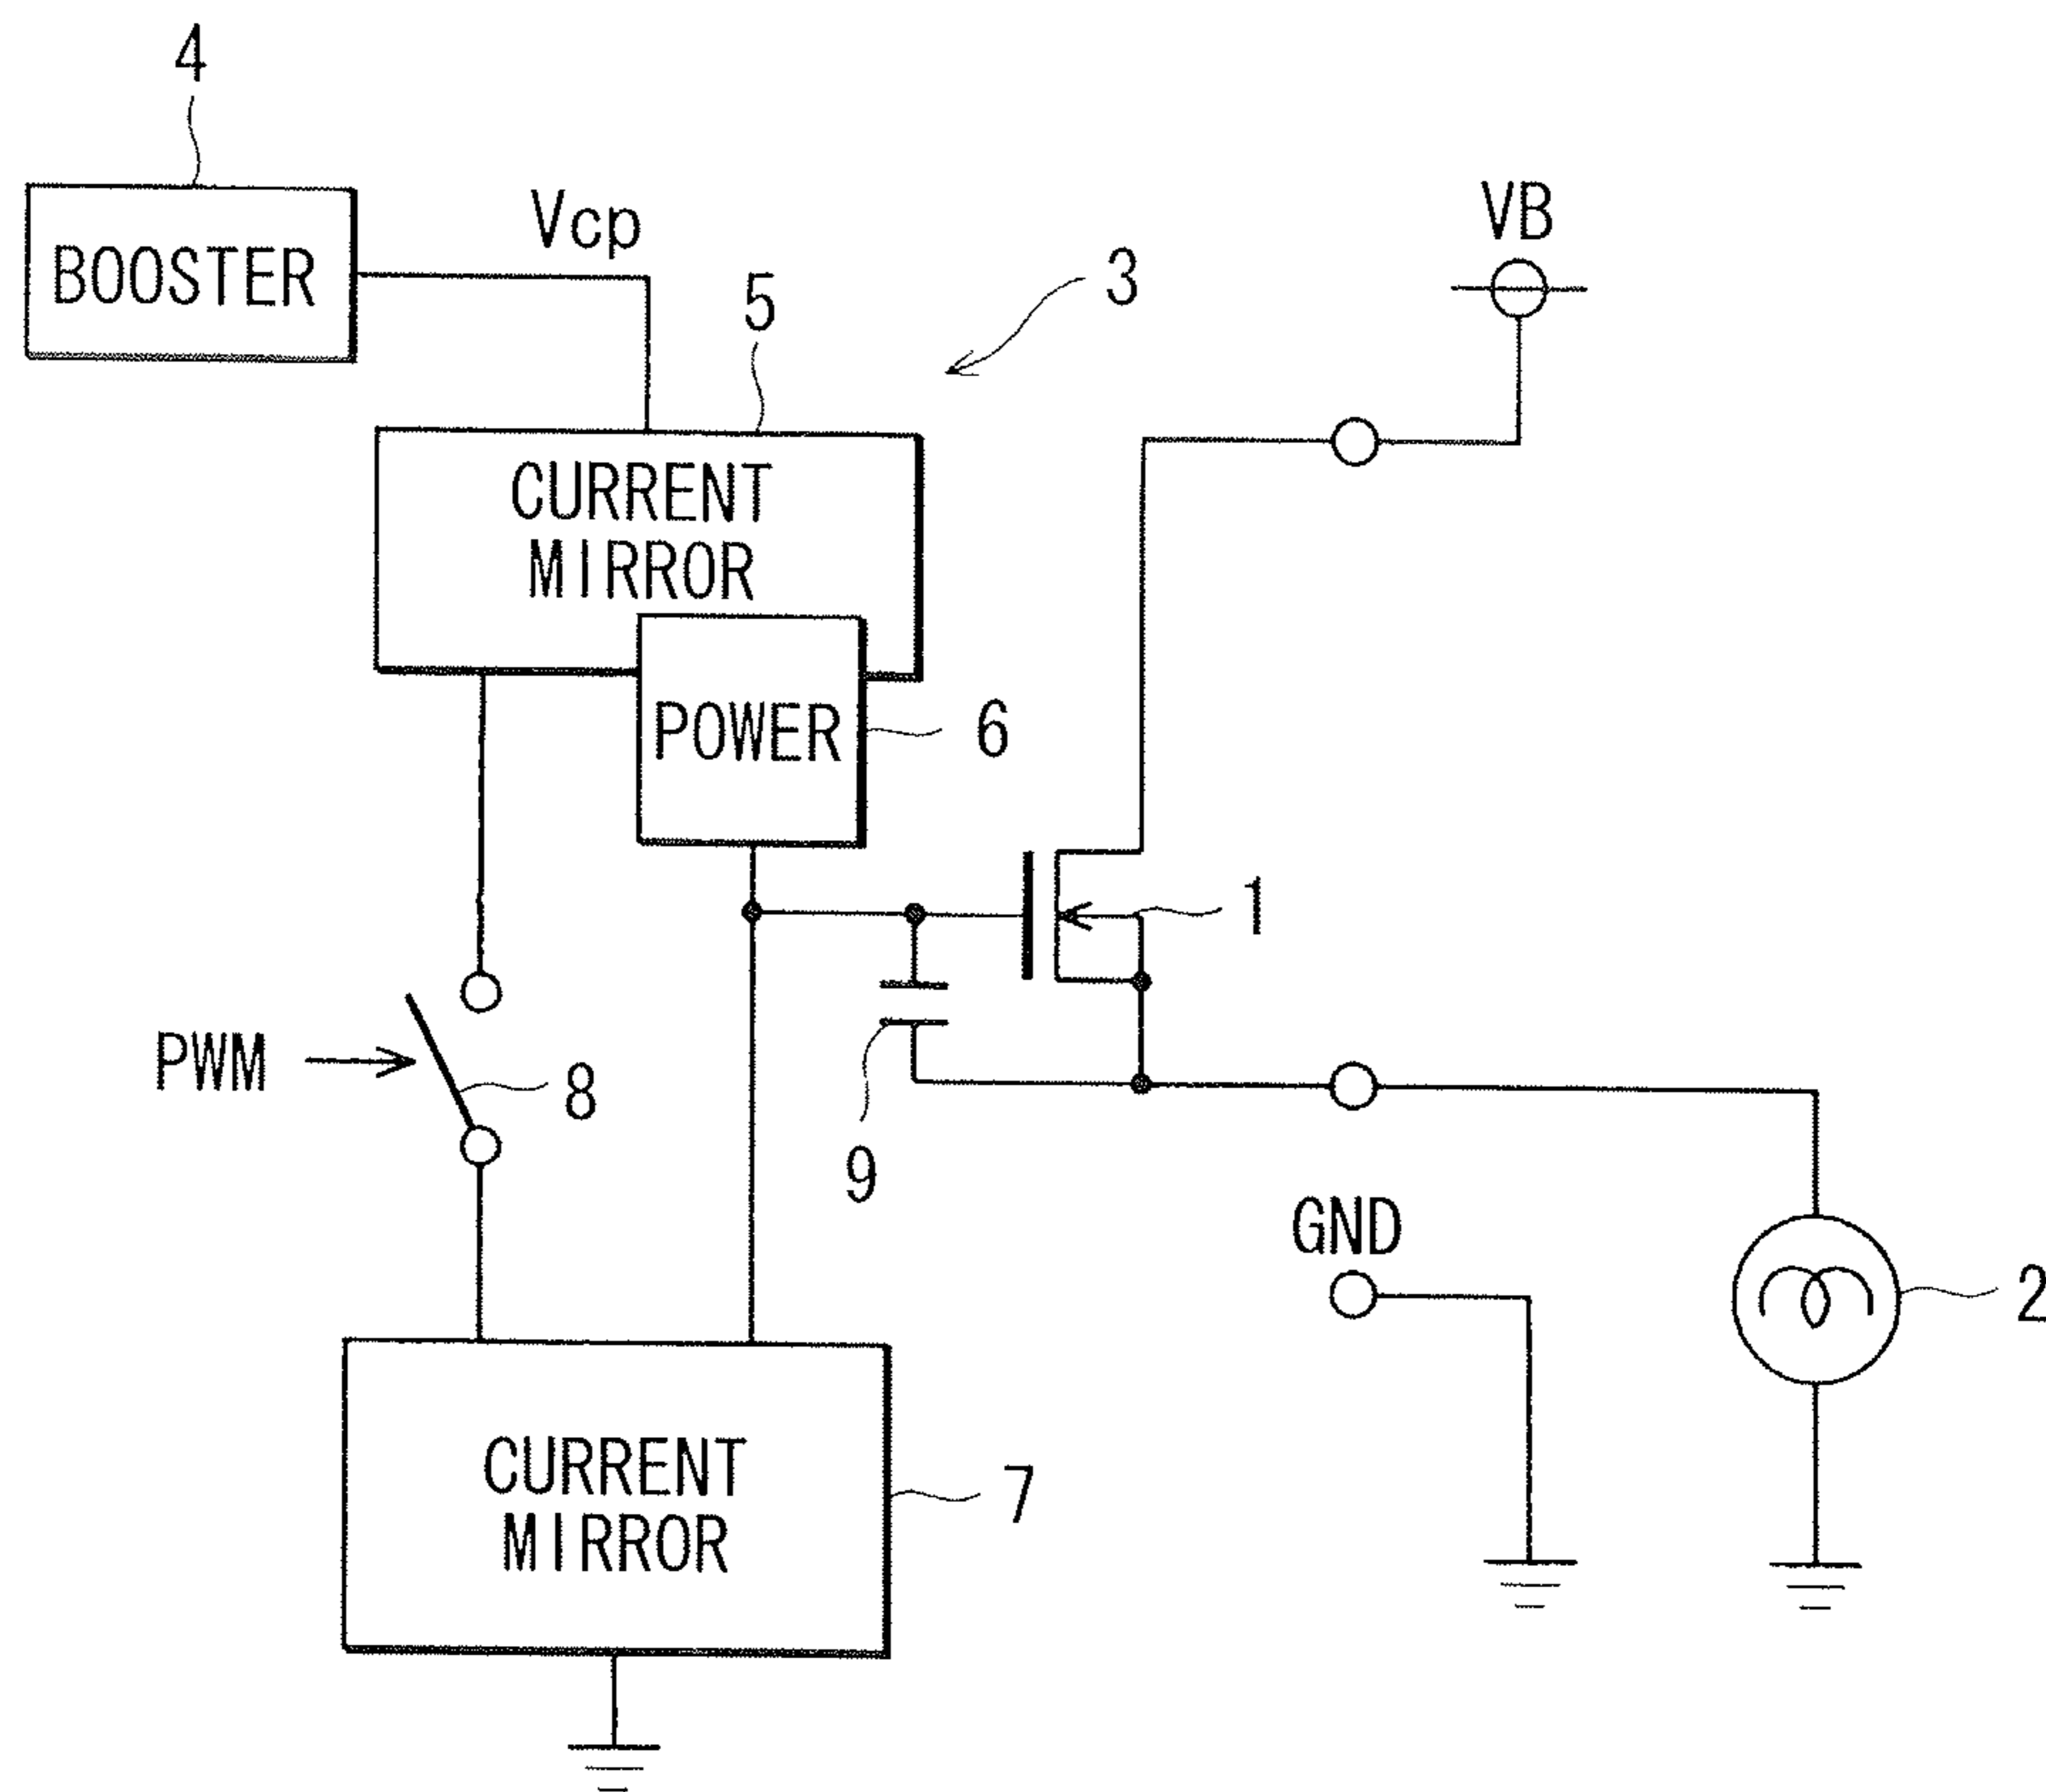 4
BOOSTER
Vcp
5
3
VB
CURRENT
MIRROR
POWER
6
1
PWM
8
9
GND
2
CURRENT
MIRROR
7